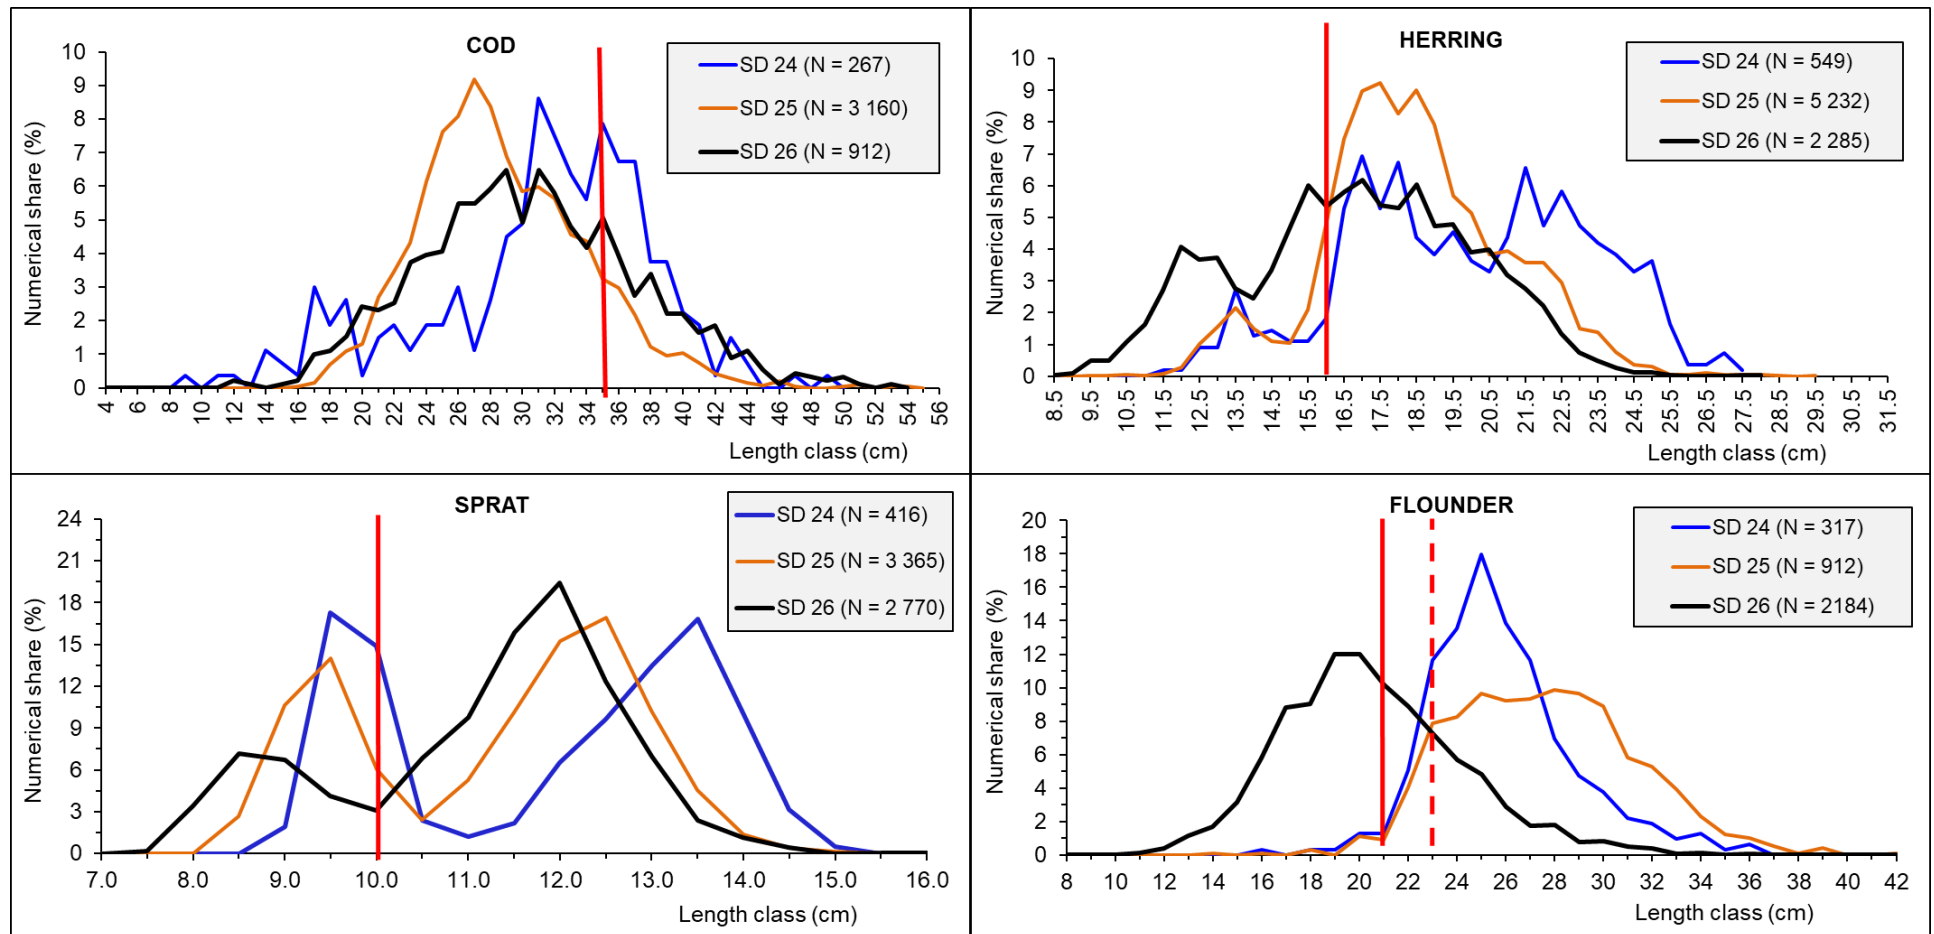 COD
Numerical share (%)
10
9
8
7
6
5
4
3
2
1
0
SD 24 (N = 267)
SD 25 (N = 3 160)
SD 26 (N = 912)
4 6 8 10 12 14 16 18 20 22 24 26 28 30 32 34 36 38 40 42 44 46 48 50 52 54 56
Length class (cm)
HERRING
Numerical share (%)
10
9
8
7
6
5
4
3
2
1
0
SD 24 (N = 549)
SD 25 (N = 5 232)
SD 26 (N = 2 285)
8.5 9.5 10.5 11.5 12.5 13.5 14.5 15.5 16.5 17.5 18.5 19.5 20.5 21.5 22.5 23.5 24.5 25.5 26.5 27.5 28.5 29.5 30.5 31.5
Length class (cm)
SPRAT
Numerical share (%)
24
21
18
15
12
9
6
3
0
SD 24 (N = 416)
SD 25 (N = 3 365)
SD 26 (N = 2 770)
7.0 8.0 9.0 10.0 11.0 12.0 13.0 14.0 15.0 16.0
Length class (cm)
FLOUNDER
Numerical share (%)
20
18
16
14
12
10
8
6
4
2
0
SD 24 (N = 317)
SD 25 (N = 912)
SD 26 (N = 2184)
8 10 12 14 16 18 20 22 24 26 28 30 32 34 36 38 40 42
Length class (cm)